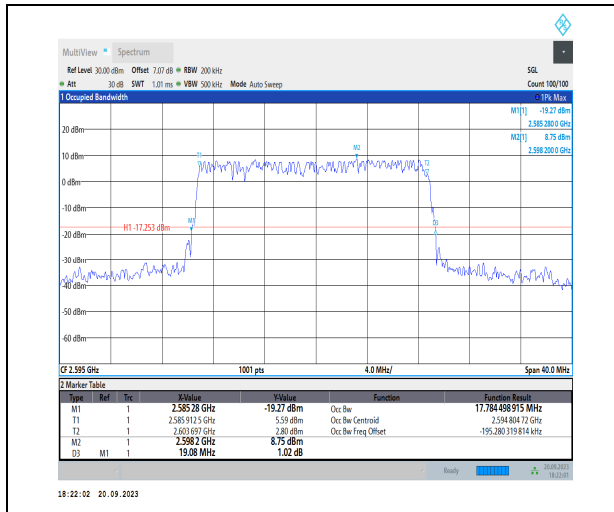 MultiView Spectrum
Ref Level 30.00 dBm Offset 7.07 dB RBW 200 kHz SGL
Att 30 dB SWT 1.01 ms VBW 500 kHz Mode Auto Sweep Count 100/100
1 Occupied Bandwidth 1Pk Max
M1[1] -19.27 dBm
2.585 280 0 GHz
M2[1] 8.75 dBm
2.598 200 0 GHz
20 dBm
10 dBm
0 dBm
-10 dBm
-20 dBm
-30 dBm
-40 dBm
-50 dBm
-60 dBm
T1
M2
T2
M1
D3
H1 -17.253 dBm
CF 2.595 GHz 1001 pts 4.0 MHz/ Span 40.0 MHz
2 Marker Table
Type Ref Trc X-Value Y-Value Function Function Result
M1 1 2.585 28 GHz -19.27 dBm Occ Bw 17.784 498 915 MHz
T1 1 2.585 912 5 GHz 5.59 dBm Occ Bw Centroid 2.594 804 72 GHz
T2 1 2.603 697 GHz 2.80 dBm Occ Bw Freq Offset -195.280 319 814 kHz
M2 1 2.598 2 GHz 8.75 dBm
D3 M1 1 19.08 MHz 1.02 dB
Ready 20.09.2023
18:22:01
18:22:02 20.09.2023